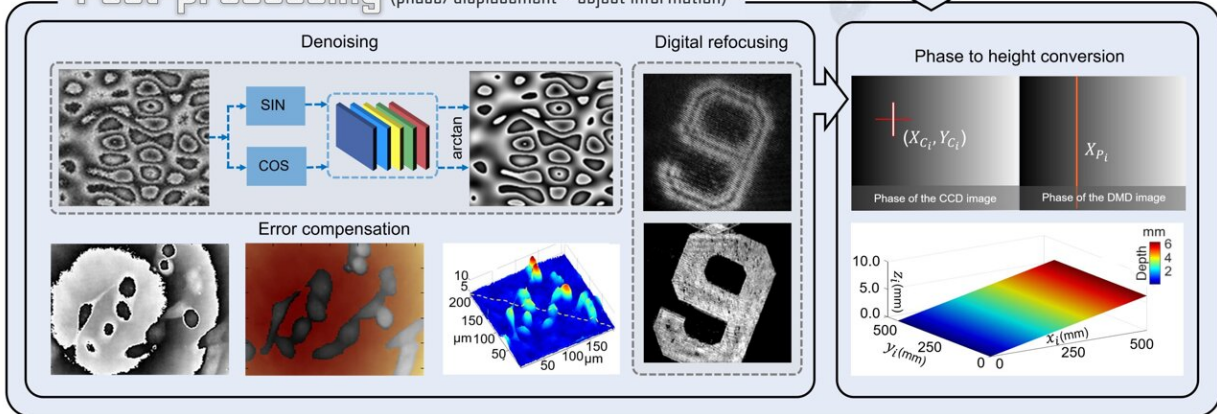 (phase/ displacement – object information)
Denoising
SIN
COS
arctan
Digital refocusing
Error compensation
10
5
200
150
μm 100
50
50
100
150
μm
Phase to height conversion
(X_{C_i}, Y_{C_i})
X_{P_i}
Phase of the CCD image
Phase of the DMD image
mm
Depth
6
4
2
z_i(mm)
10.0
5.0
0.0
500
250
0
y_i(mm)
0
250
500
x_i(mm)